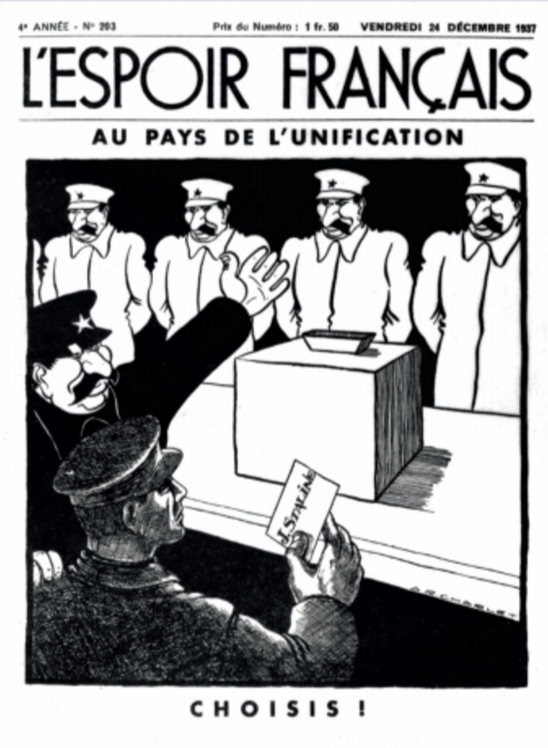 4e ANNÉE - N° 203 Prix du Numéro : 1 fr. 50 VENDREDI 24 DÉCEMBRE 1937
L'ESPOIR FRANÇAIS
AU PAYS DE L'UNIFICATION
J. STALINE
CHOISIS !